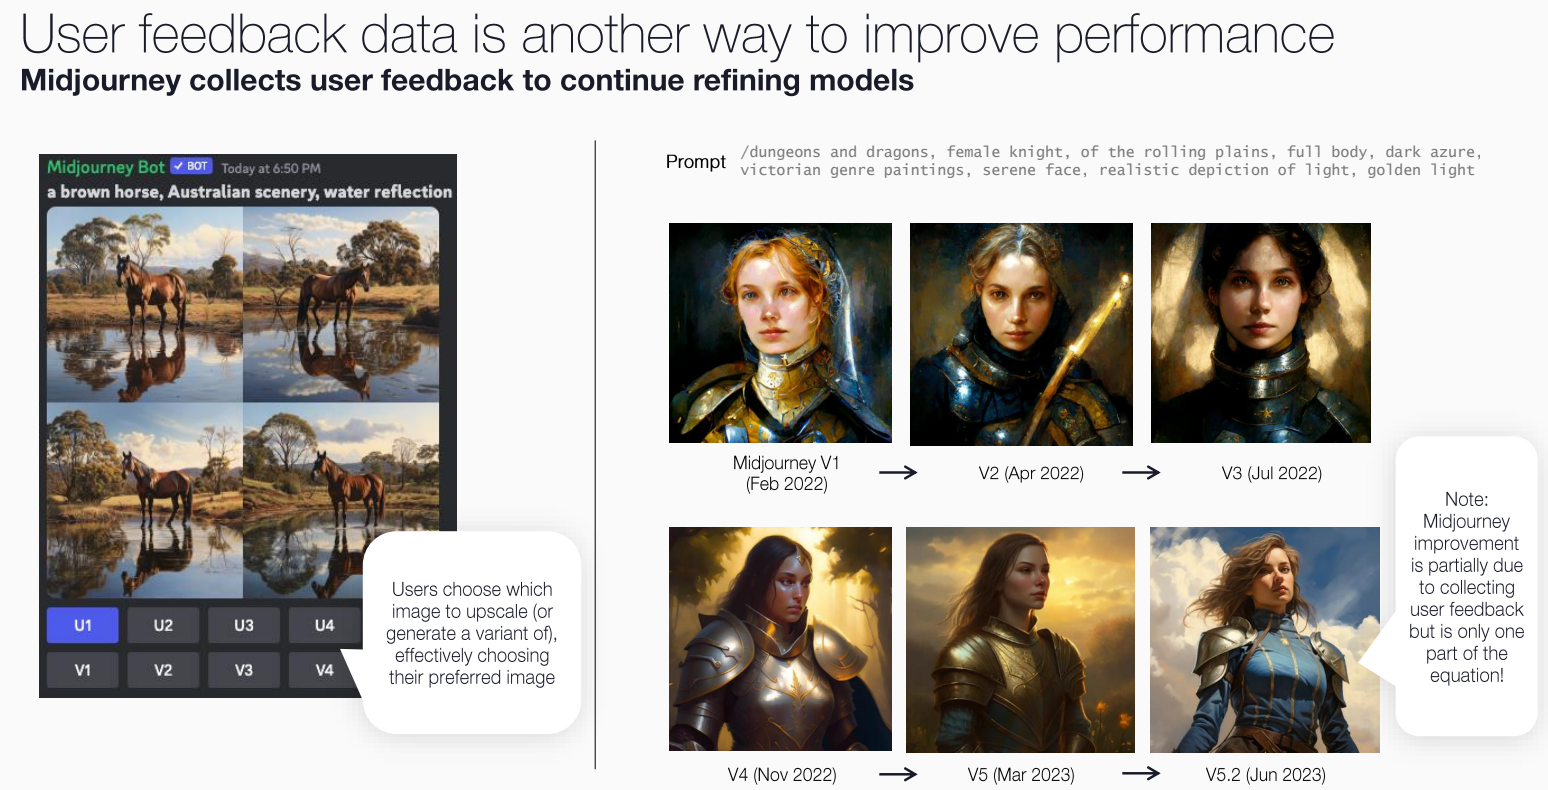 User feedback data is another way to improve performance
Midjourney collects user feedback to continue refining models
Midjourney Bot ✓ BOT Today at 6:50 PM
a brown horse, Australian scenery, water reflection
U1 U2 U3 U4
V1 V2 V3 V4
Users choose which
image to upscale (or
generate a variant of),
effectively choosing
their preferred image
Prompt
/dungeons and dragons, female knight, of the rolling plains, full body, dark azure,
victorian genre paintings, serene face, realistic depiction of light, golden light
Midjourney V1
(Feb 2022)
V2 (Apr 2022)
V3 (Jul 2022)
V4 (Nov 2022)
V5 (Mar 2023)
V5.2 (Jun 2023)
Note:
Midjourney
improvement
is partially due
to collecting
user feedback
but is only one
part of the
equation!